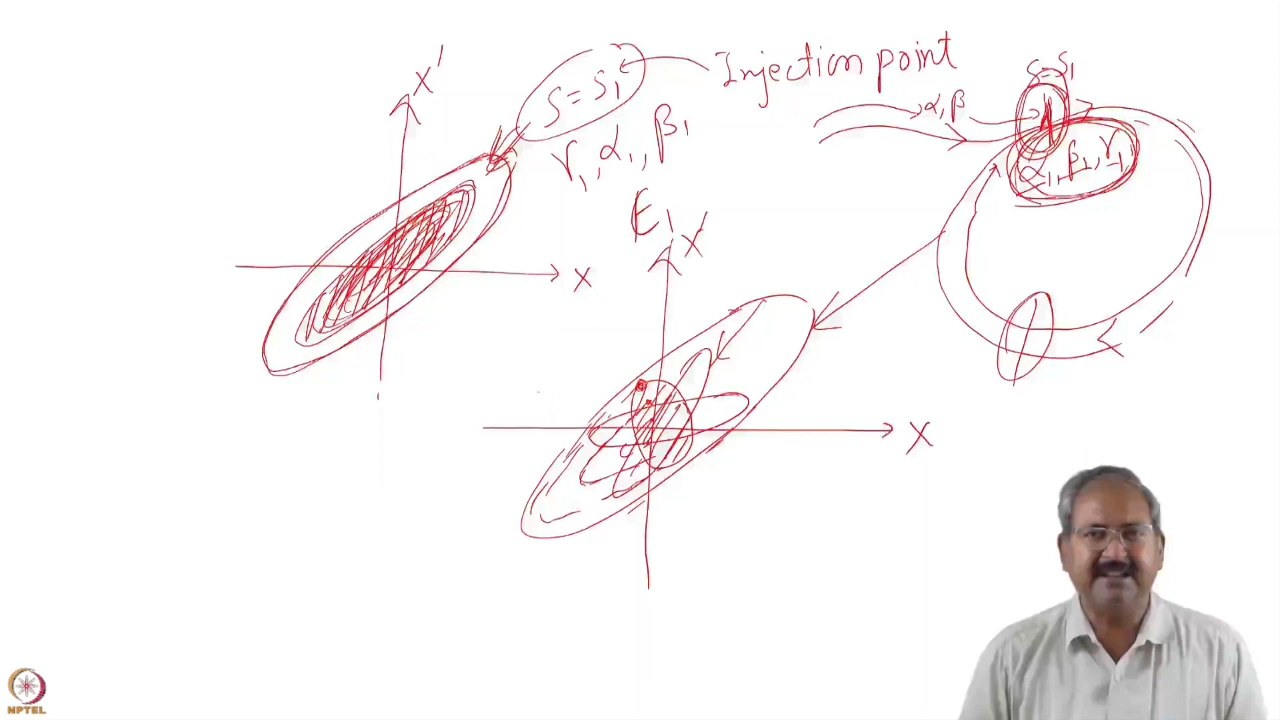 X'
S = S₁
Injection point
γ₁, α₁, β₁
E₁
X
X'
X
α, β
S = S₁
α₁, β₁, γ₁
NPTEL